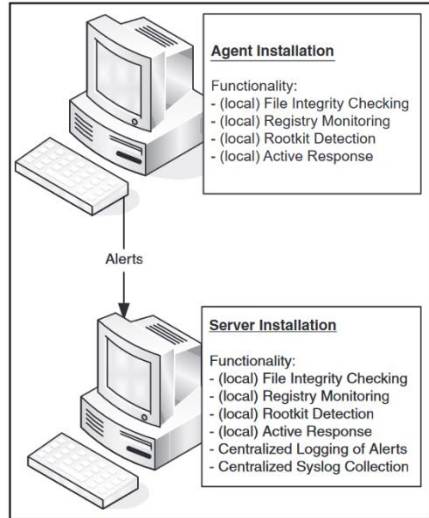 Agent Installation
Functionality:
- (local) File Integrity Checking
- (local) Registry Monitoring
- (local) Rootkit Detection
- (local) Active Response
Alerts
Server Installation
Functionality:
- (local) File Integrity Checking
- (local) Registry Monitoring
- (local) Rootkit Detection
- (local) Active Response
- Centralized Logging of Alerts
- Centralized Syslog Collection